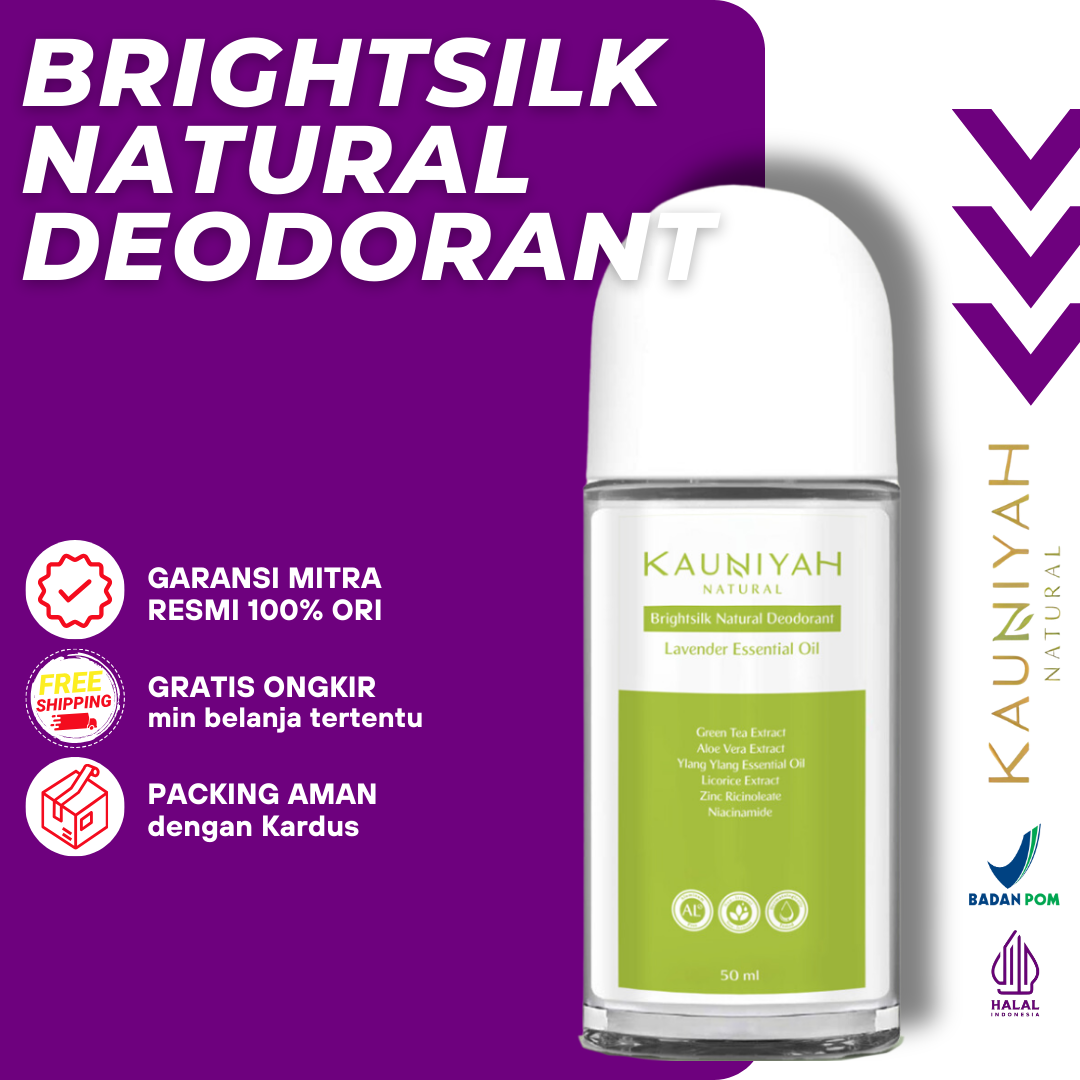 BRIGHTSILK
NATURAL
DEODORANT
GARANSI MITRA
RESMI 100% ORI
FREE
SHIPPING
GRATIS ONGKIR
min belanja tertentu
PACKING AMAN
dengan Kardus
KAUNIYAH
NATURAL
Brightsilk Natural Deodorant
Lavender Essential Oil
Green Tea Extract
Aloe Vera Extract
Ylang Ylang Essential Oil
Licorice Extract
Zinc Ricinoleate
Niacinamide
50 ml
KAUNIYAH
NATURAL
BADAN POM
HALAL
INDONESIA